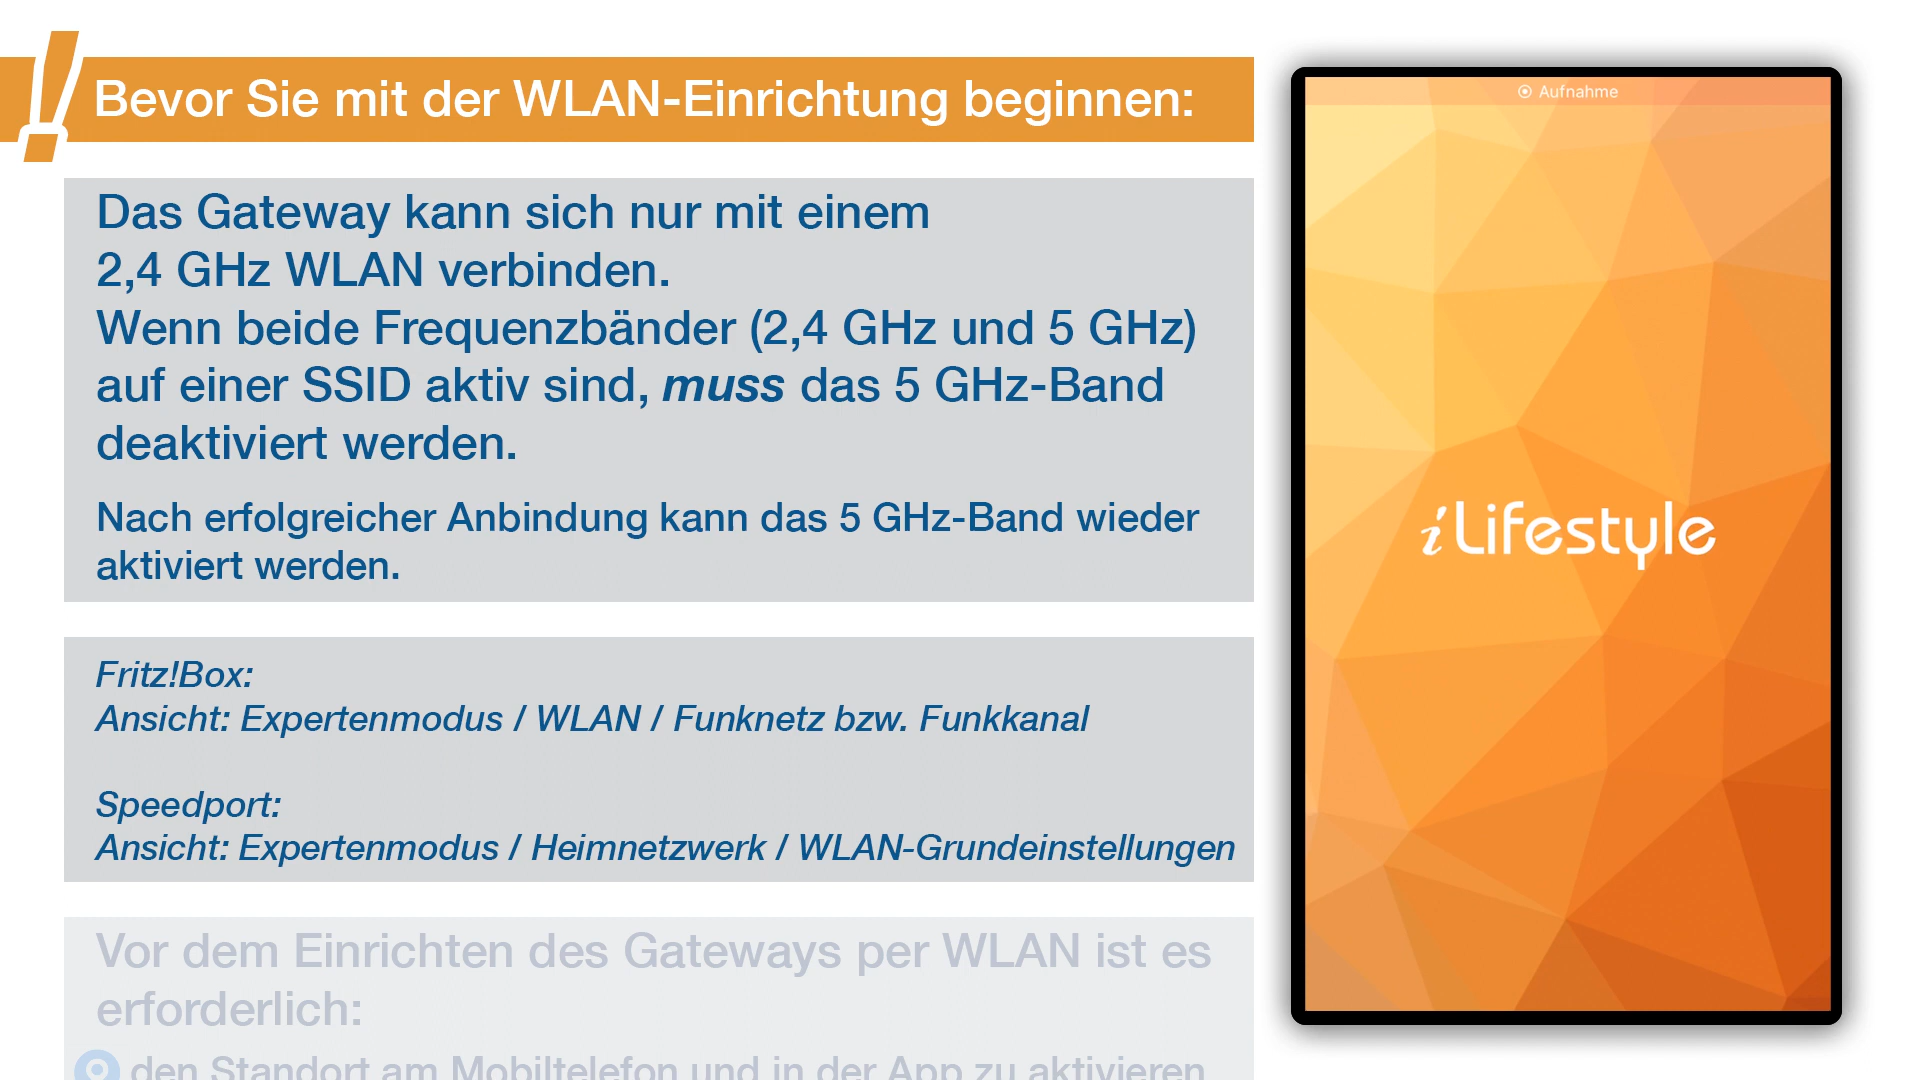 Bevor Sie mit der WLAN-Einrichtung beginnen:
Das Gateway kann sich nur mit einem
2,4 GHz WLAN verbinden.
Wenn beide Frequenzbänder (2,4 GHz und 5 GHz)
auf einer SSID aktiv sind, muss das 5 GHz-Band
deaktiviert werden.
Nach erfolgreicher Anbindung kann das 5 GHz-Band wieder
aktiviert werden.
Fritz!Box:
Ansicht: Expertenmodus / WLAN / Funknetz bzw. Funkkanal
Speedport:
Ansicht: Expertenmodus / Heimnetzwerk / WLAN-Grundeinstellungen
Vor dem Einrichten des Gateways per WLAN ist es
erforderlich:
den Standort am Mobiltelefon und in der App zu aktivieren
Aufnahme
iLifestyle